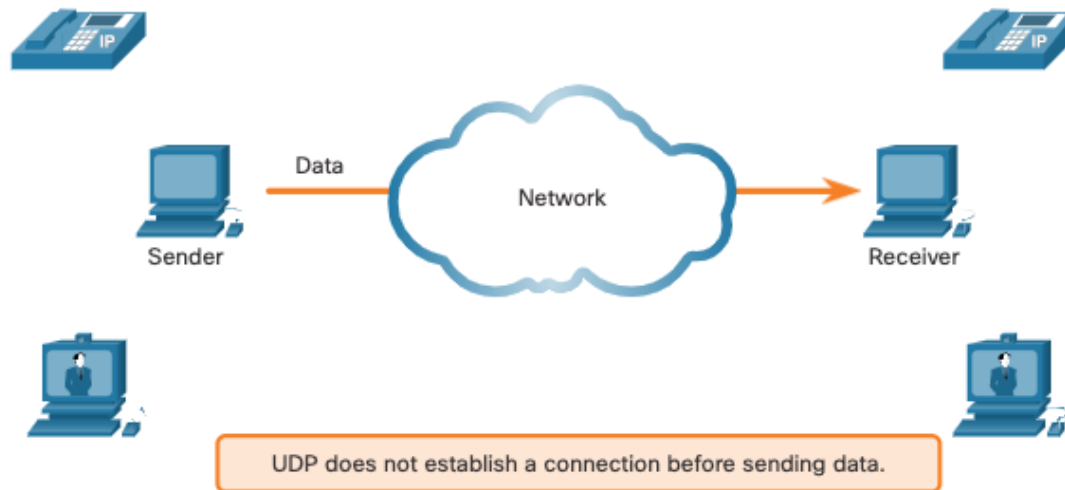 IP
IP
Data
Network
Sender
Receiver
UDP does not establish a connection before sending data.